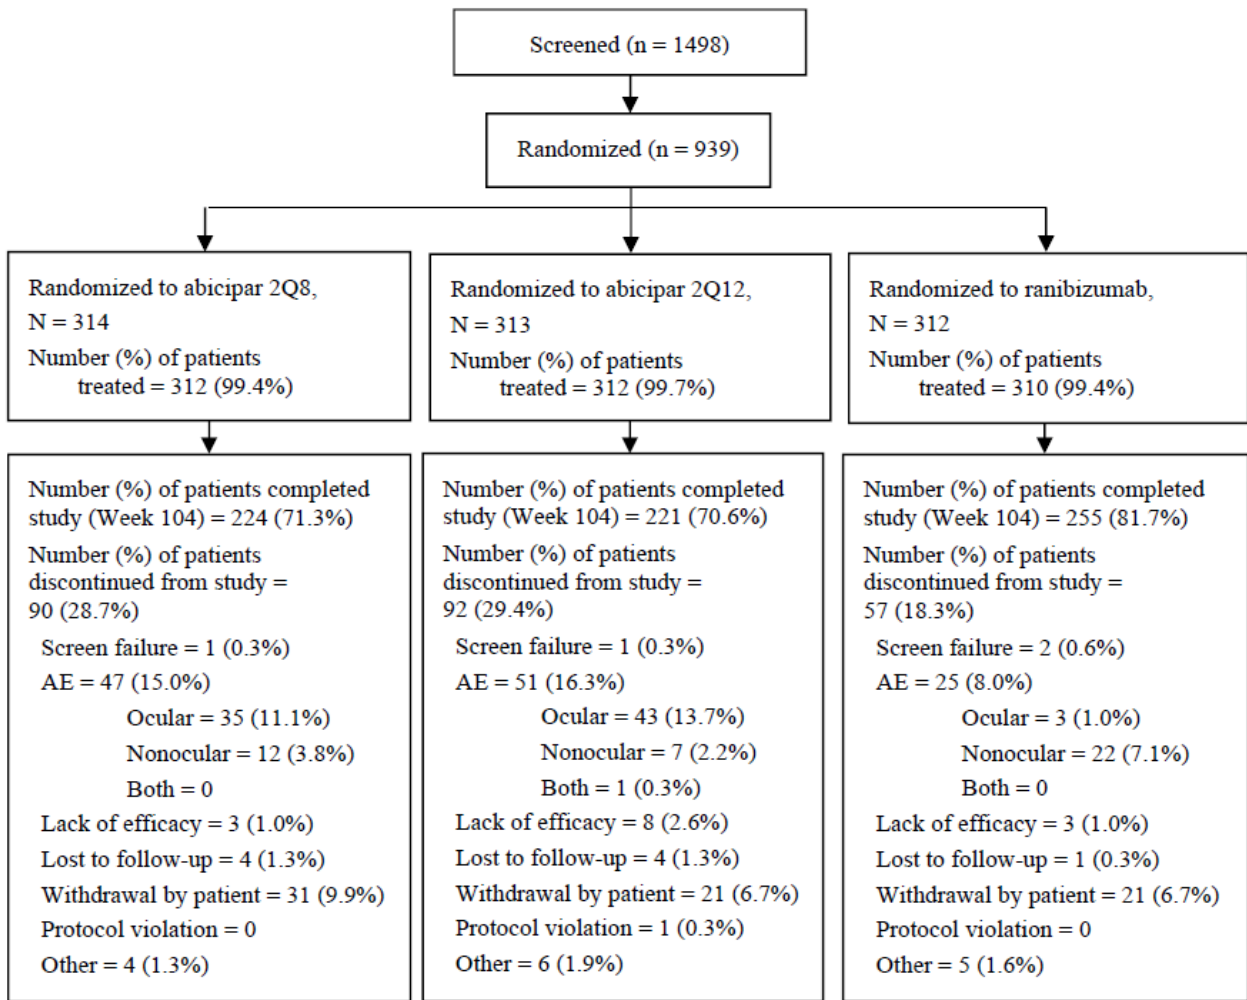 Screened (n = 1498)
Randomized (n = 939)
Randomized to abicipar 2Q8,
N = 314
Number (%) of patients
treated = 312 (99.4%)
Randomized to abicipar 2Q12,
N = 313
Number (%) of patients
treated = 312 (99.7%)
Randomized to ranibizumab,
N = 312
Number (%) of patients
treated = 310 (99.4%)
Number (%) of patients completed
study (Week 104) = 224 (71.3%)
Number (%) of patients
discontinued from study =
90 (28.7%)
Screen failure = 1 (0.3%)
AE = 47 (15.0%)
Ocular = 35 (11.1%)
Nonocular = 12 (3.8%)
Both = 0
Lack of efficacy = 3 (1.0%)
Lost to follow-up = 4 (1.3%)
Withdrawal by patient = 31 (9.9%)
Protocol violation = 0
Other = 4 (1.3%)
Number (%) of patients completed
study (Week 104) = 221 (70.6%)
Number (%) of patients
discontinued from study =
92 (29.4%)
Screen failure = 1 (0.3%)
AE = 51 (16.3%)
Ocular = 43 (13.7%)
Nonocular = 7 (2.2%)
Both = 1 (0.3%)
Lack of efficacy = 8 (2.6%)
Lost to follow-up = 4 (1.3%)
Withdrawal by patient = 21 (6.7%)
Protocol violation = 1 (0.3%)
Other = 6 (1.9%)
Number (%) of patients completed
study (Week 104) = 255 (81.7%)
Number (%) of patients
discontinued from study =
57 (18.3%)
Screen failure = 2 (0.6%)
AE = 25 (8.0%)
Ocular = 3 (1.0%)
Nonocular = 22 (7.1%)
Both = 0
Lack of efficacy = 3 (1.0%)
Lost to follow-up = 1 (0.3%)
Withdrawal by patient = 21 (6.7%)
Protocol violation = 0
Other = 5 (1.6%)